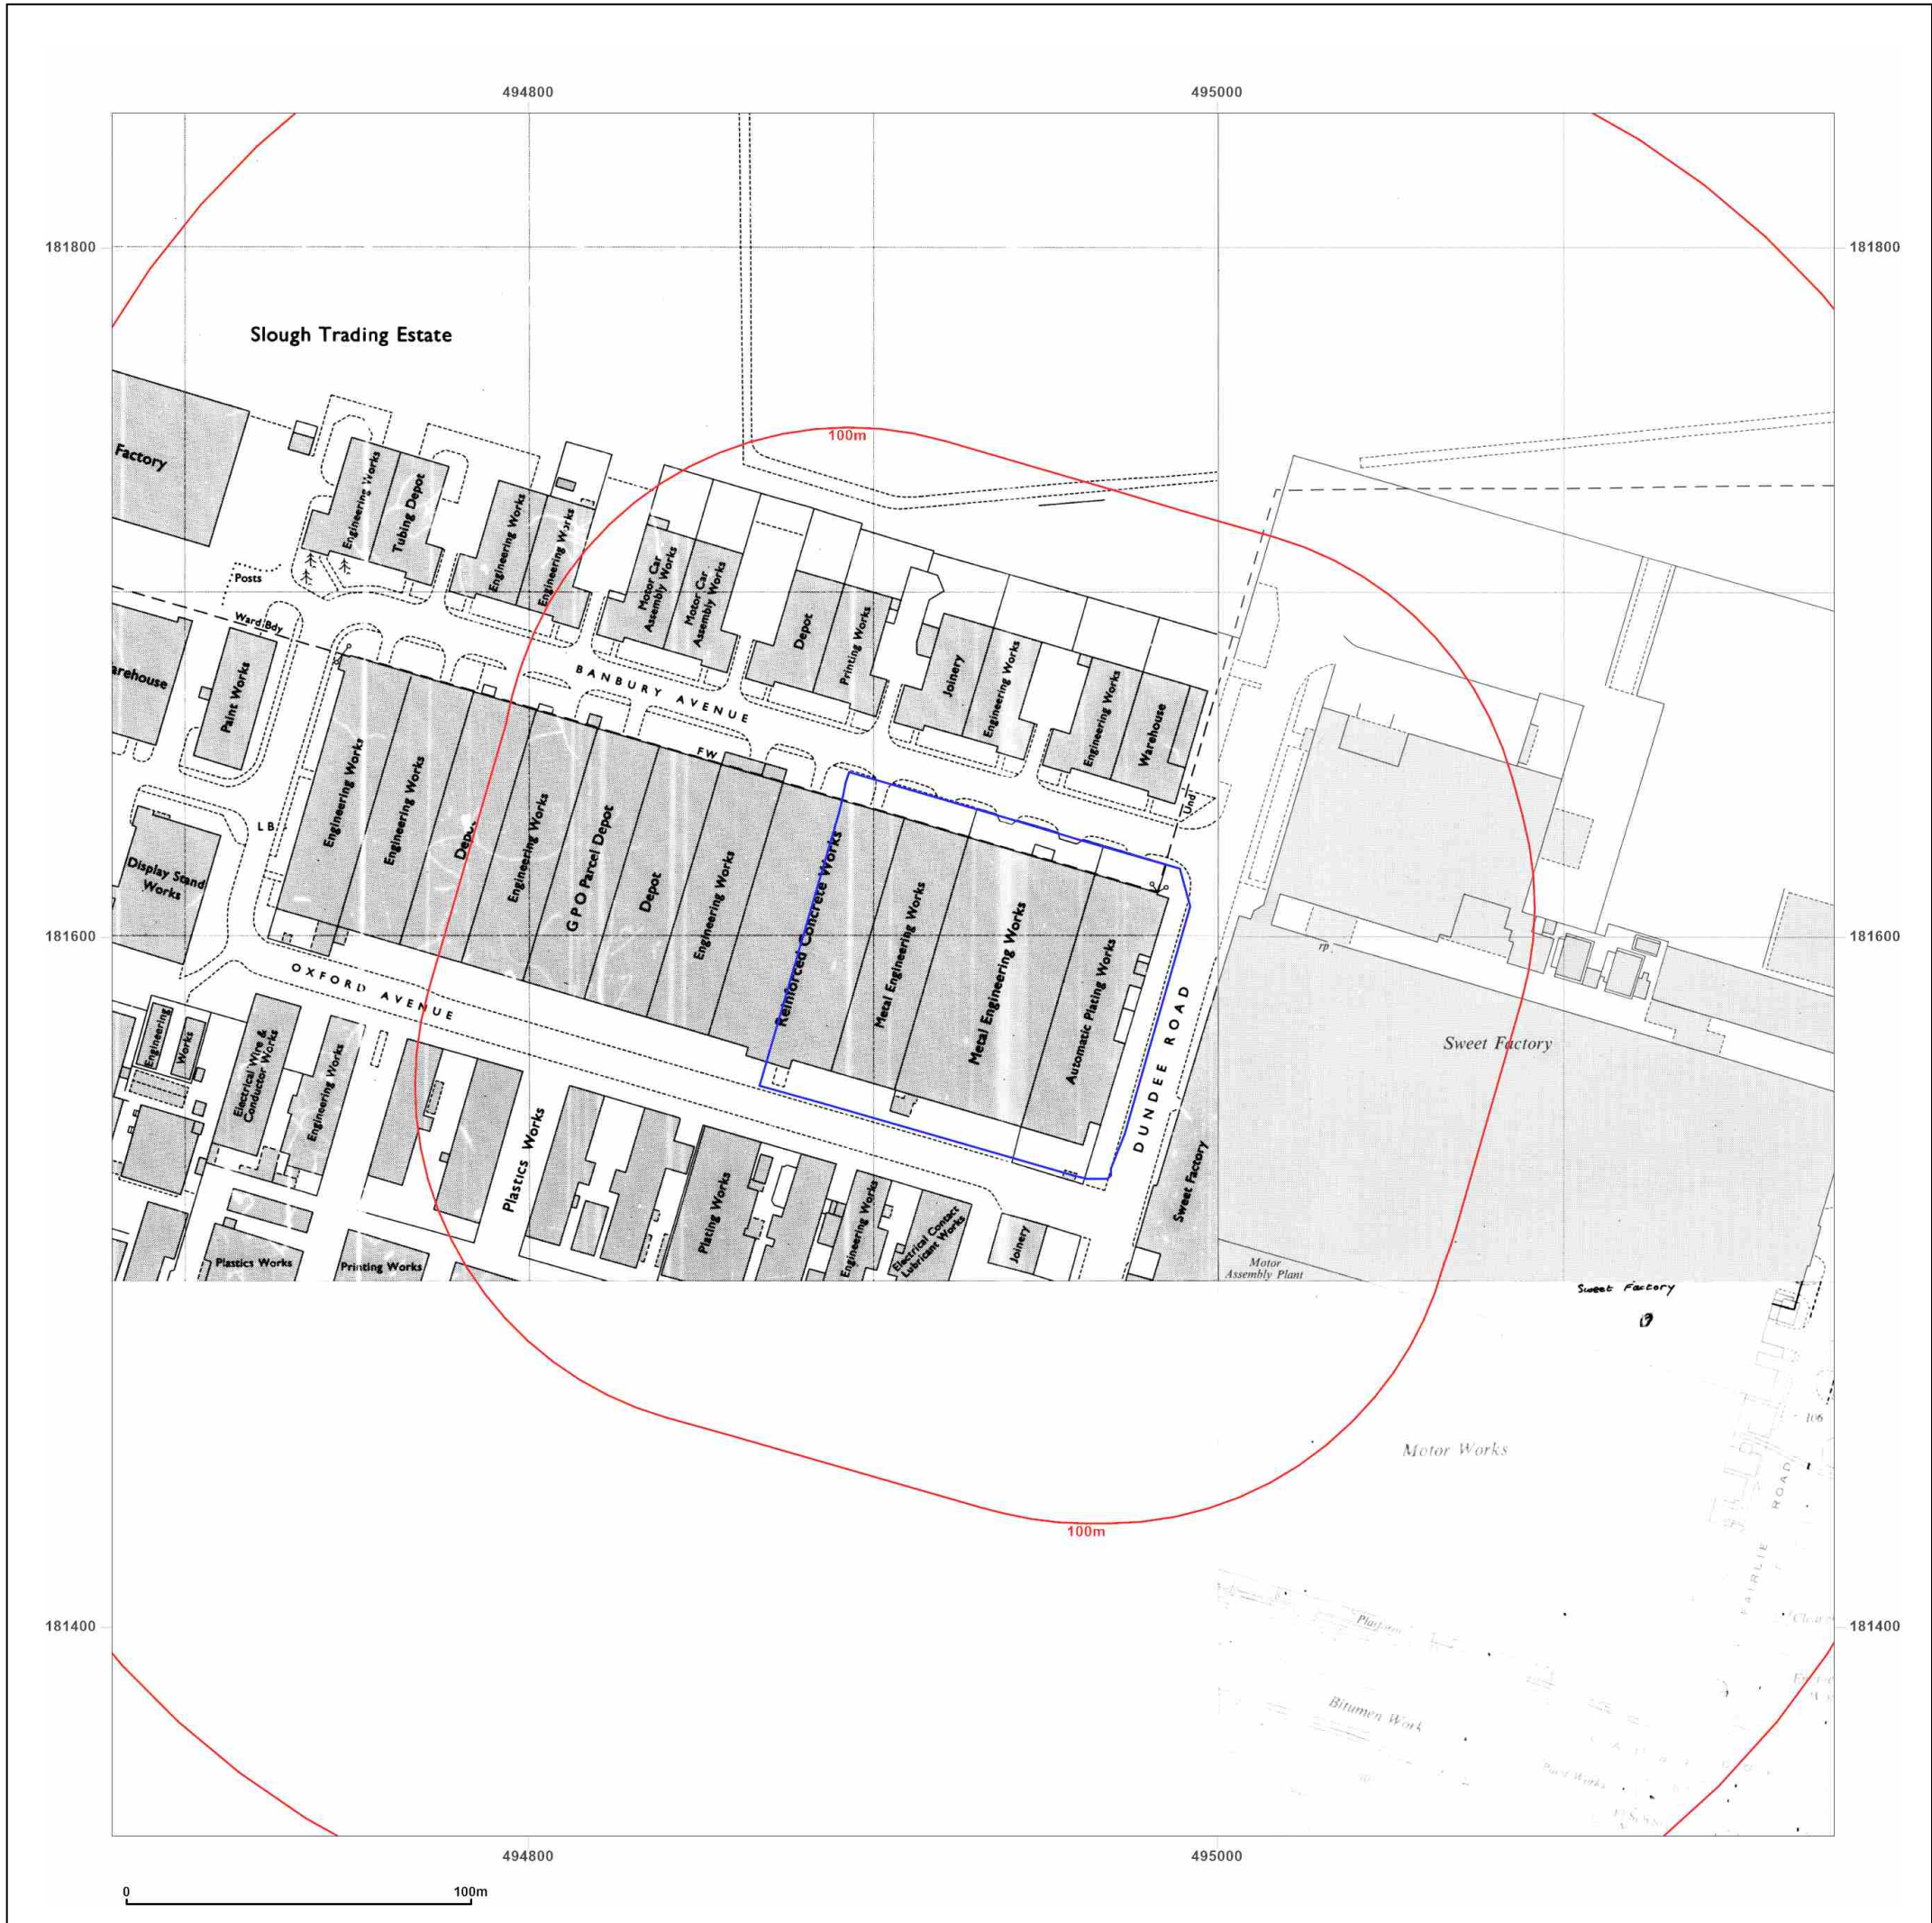 494800
495000
181800
181800
Slough Trading Estate
100m
Factory
Engineering Works
Tubing Depot
Engineering Works
Engineering Works
Motor Car
Assembly Works
Motor Car
Assembly Works
Depot
Printing Works
Joinery
Engineering Works
Engineering Works
Warehouse
Posts
Ward Bdy
arehouse
Paint Works
BANBURY AVENUE
FW
Und
LB
Engineering Works
Engineering Works
Depot
Engineering Works
GPO Parcel Depot
Depot
Engineering Works
Reinforced Concrete Works
Metal Engineering Works
Metal Engineering Works
Automatic Plating Works
Display Stand
Works
181600
181600
rp
OXFORD AVENUE
DUNDEE ROAD
Sweet Factory
Engineering
Works
Electrical Wire &
Conductor Works
Engineering Works
Plastics Works
Plating Works
Engineering Works
Electrical Contact
Lubricant Works
Joinery
Sweet Factory
Plastics Works
Printing Works
Motor
Assembly Plant
Sweet Factory
106
Motor Works
FAIRLIE ROAD
100m
181400
181400
Bitumen Work
494800
495000
0
100m